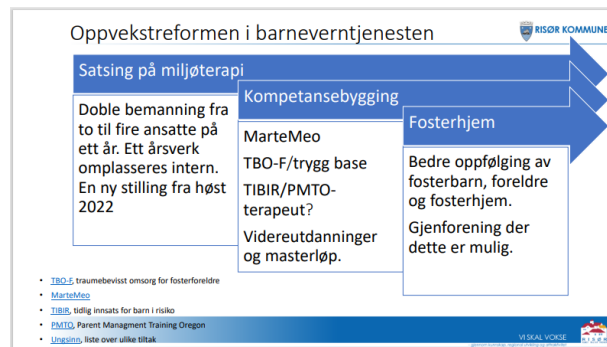 Oppvekstreformen i barneverntjenesten
RISØR KOMMUNE
Satsing på miljøterapi
Doble bemanning fra
to til fire ansatte på
ett år. Ett årsverk
omplasseres intern.
En ny stilling fra høst
2022
Kompetansebygging
MarteMeo
TBO-F/trygg base
TIBIR/PMTO-
terapeut?
Videreutdanninger
og masterløp.
Fosterhjem
Bedre oppfølging av
fosterbarn, foreldre
og fosterhjem.
Gjenforening der
dette er mulig.
• TBO-F, traumebevisst omsorg for fosterforeldre
• MarteMeo
• TIBIR, tidlig innsats for barn i risiko
• PMTO, Parent Managment Training Oregon
• Ungsinn, liste over ulike tiltak
VI SKAL VOKSE
RISØR